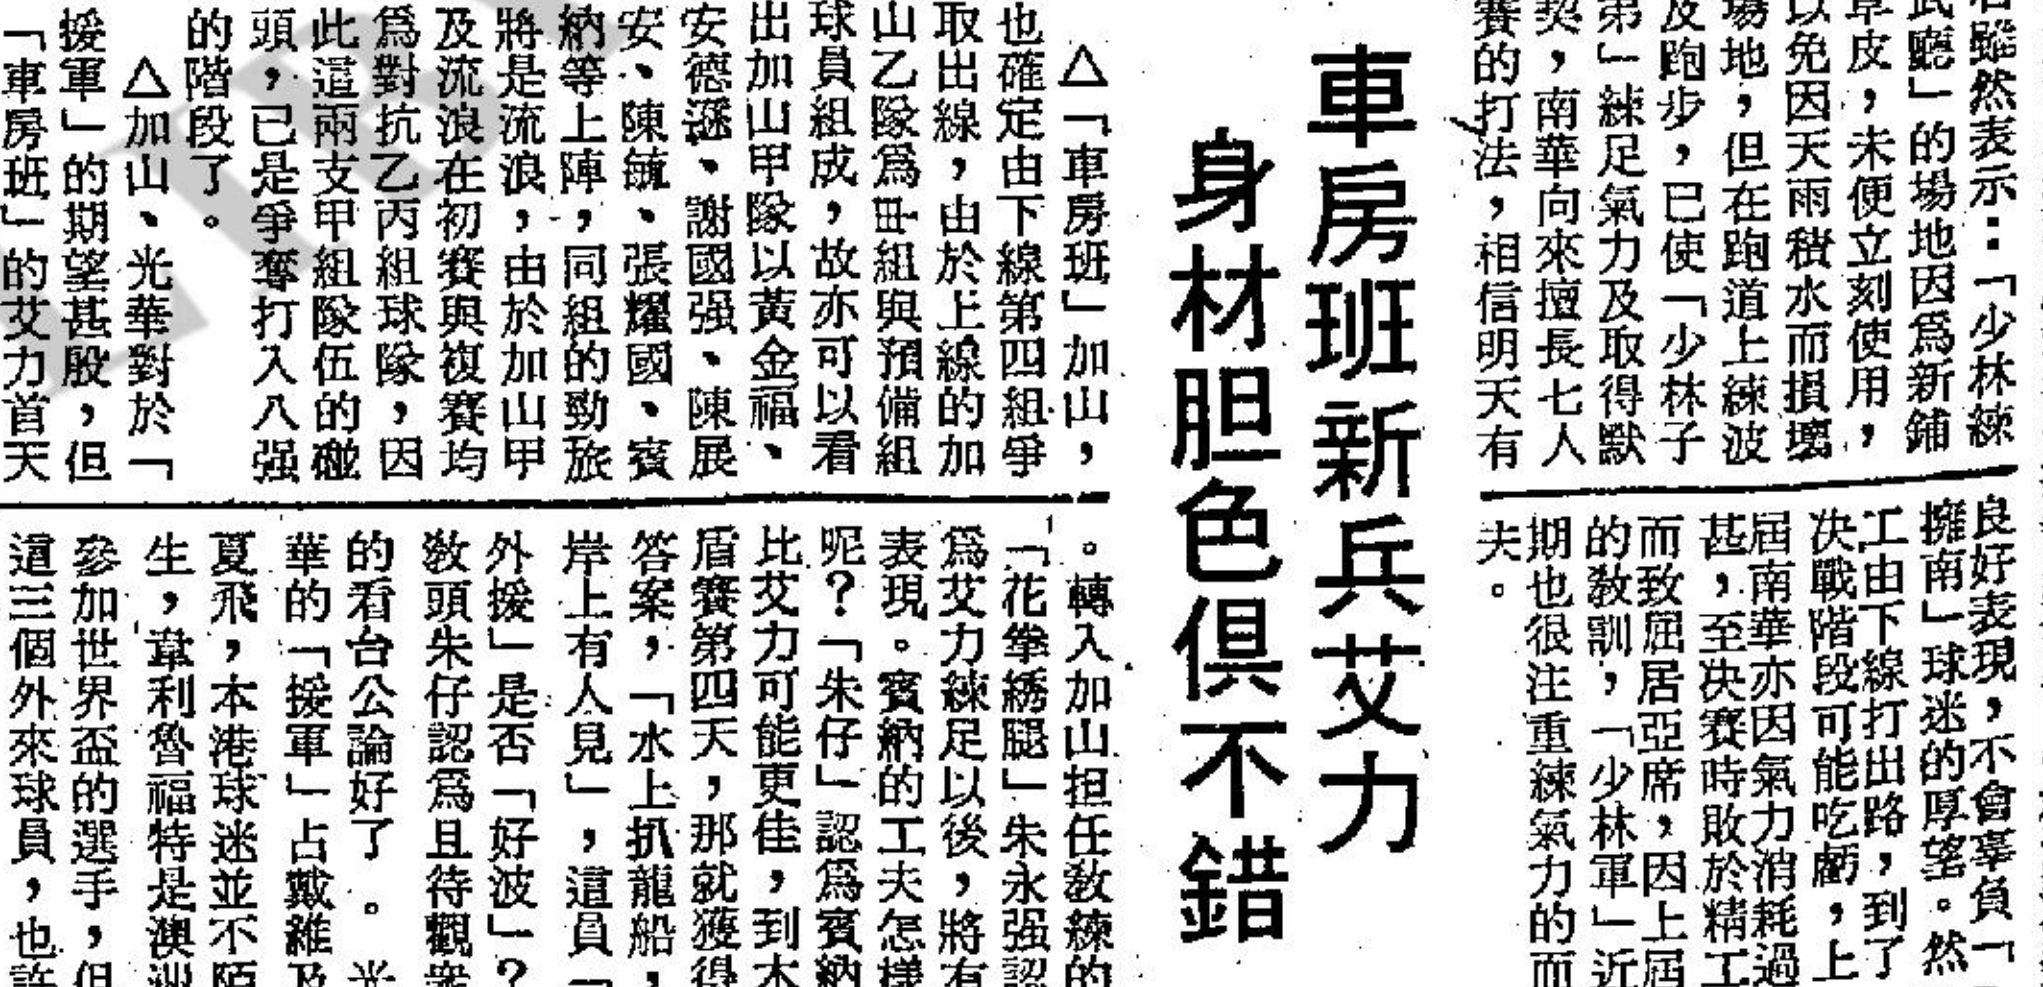 若雖然表示：「少林練
武廳」的場地因為新鋪
草皮，未便立刻使用，
以免因天雨積水而損壞
場地，但在跑道上練波
及跑步，已使「少林子
弟」練足氣力及取得默
契，南華向來擅長七人
賽的打法，相信明天有
良好表現，不會辜負「
擁南」球迷的厚望。然
工由下線打出路，到了
決戰階段可能吃虧，上
屆南華亦因氣力消耗過
甚，至決賽時敗於精工
而致屈居亞席，因上屆
的教訓，「少林軍」近
期也很注重練氣力的而
夫。
車房班新兵艾力
身材胆色俱不錯
△「車房班」加山，
也確定由下線第四組爭
取出線，由於上線的加
山乙隊為毌組與預備組
球員組成，故亦可以看
出加山甲隊以黃金福、
安德遜、謝國强、陳展
安、陳毓、張耀國、賓
納等上陣，同組的勁旅
將是流浪，由於加山甲
及流浪在初賽與複賽均
為對抗乙丙組球隊，因
此這兩支甲組隊伍的碰
頭，已是爭奪打入八强
的階段了。
△加山、光華對於「
援軍」的期望甚殷，但
「車房班」的艾力首天
。轉入加山担任教練的
「花拳綉腿」朱永强認
為艾力練足以後，將有
表現。賓納的工夫怎樣
呢？「朱仔」認為賓納
比艾力可能更佳，到木
盾賽第四天，那就獲得
答案，「水上扒龍船，
岸上有人見」，這員「
外援」是否「好波」？
教頭朱仔認為且待觀衆
的看台公論好了。光
華的「援軍」占戴維及
夏飛，本港球迷並不陌
生，韋利魯福特是澳洲
參加世界盃的選手，但
這三個外來球員，也許